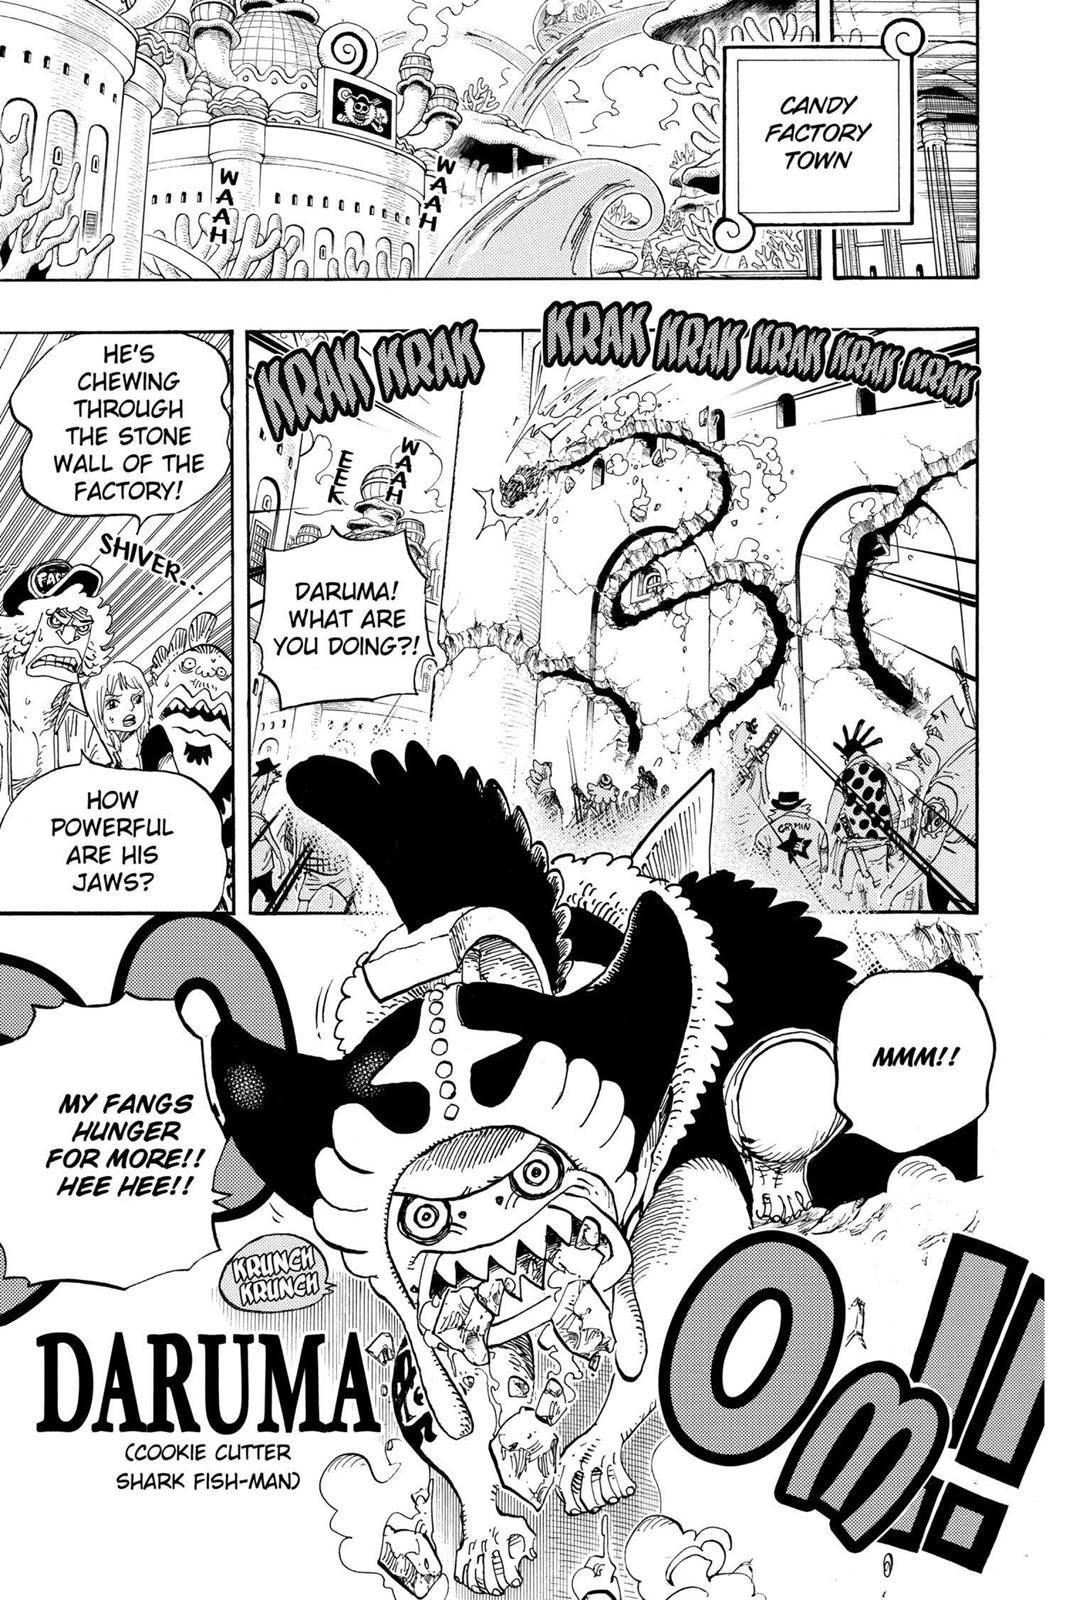 CANDY
FACTORY
TOWN
WAAH
WAAH
KRAK KRAK KRAK KRAK KRAK
KRAK KRAK
WAAH
EEK
DARUMA!
WHAT ARE
YOU DOING?!
CRIMIN
HE'S
CHEWING
THROUGH
THE STONE
WALL OF THE
FACTORY!
SHIVER...
HOW
POWERFUL
ARE HIS
JAWS?
MMM!!
MY FANGS
HUNGER
FOR MORE!!
HEE HEE!!
KRUNCH
KRUNCH
OM!!
DARUMA
(COOKIE CUTTER
SHARK FISH-MAN)